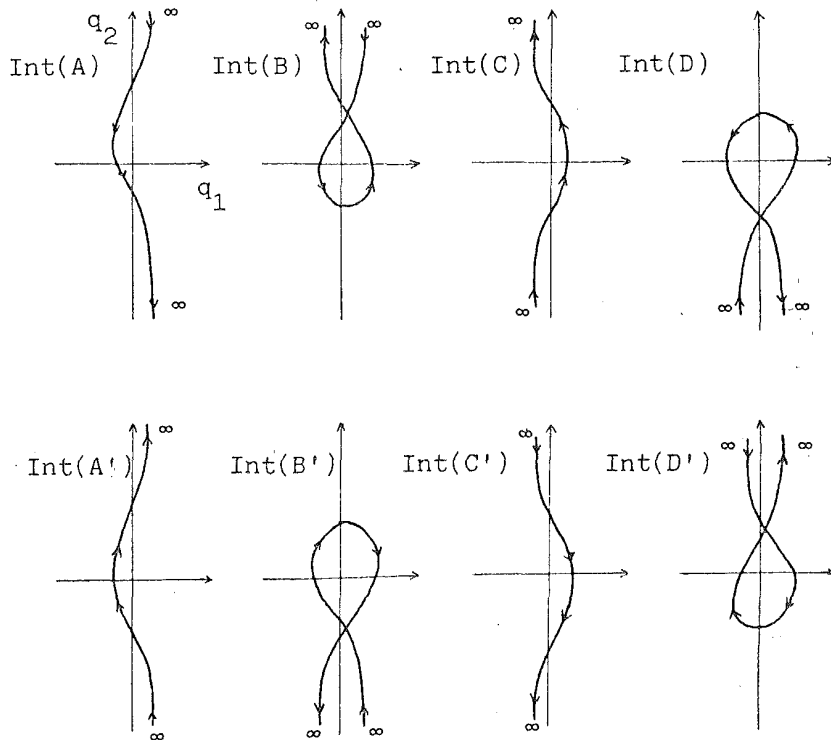 q₂ ∞ ∞ ∞ ∞
Int(A) Int(B) Int(C) Int(D)
q₁
∞ ∞ ∞ ∞
∞ ∞ ∞ ∞
Int(A') Int(B') Int(C') Int(D')
∞ ∞ ∞ ∞